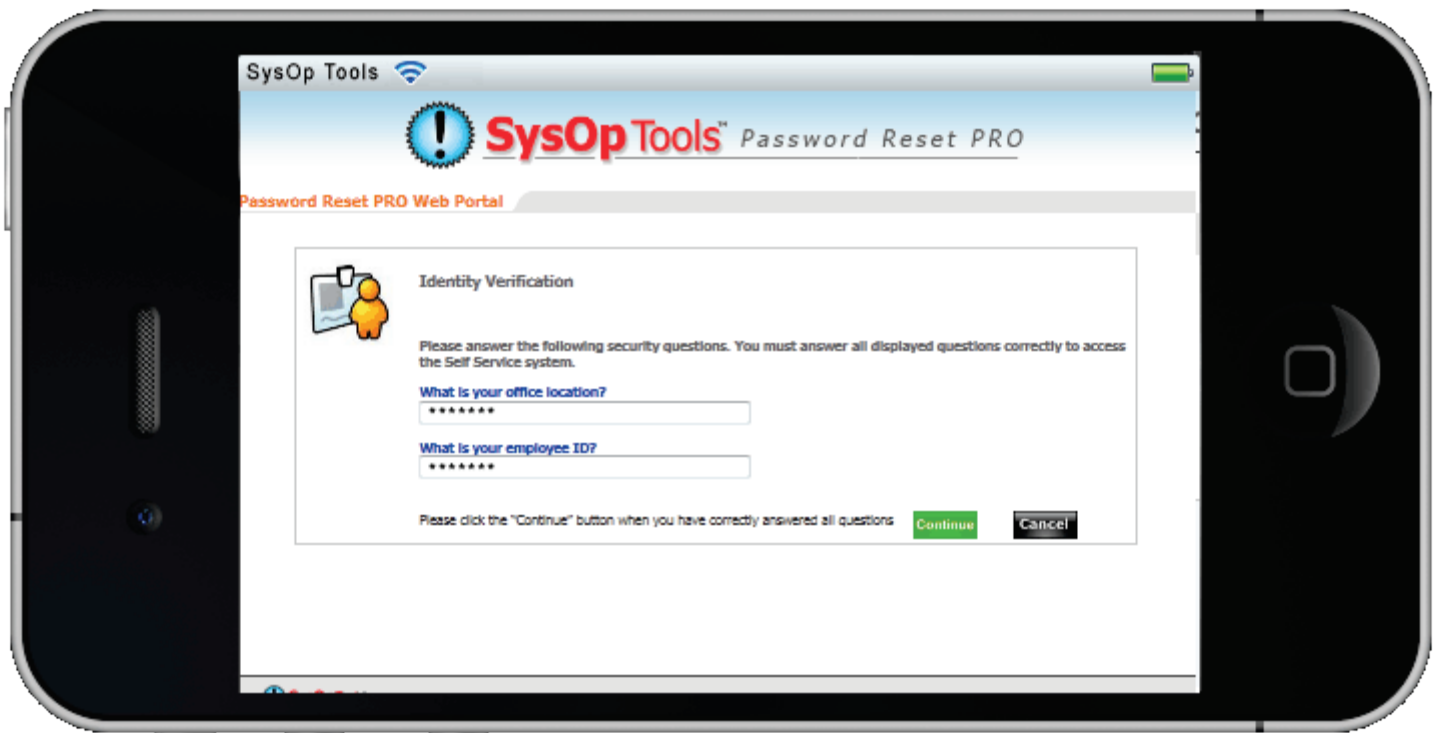 SysOp Tools
SysOp Tools™ Password Reset PRO
Password Reset PRO Web Portal
Identity Verification
Please answer the following security questions. You must answer all displayed questions correctly to access
the Self Service system.
What is your office location?
*******
What is your employee ID?
*******
Please click the "Continue" button when you have correctly answered all questions Continue Cancel